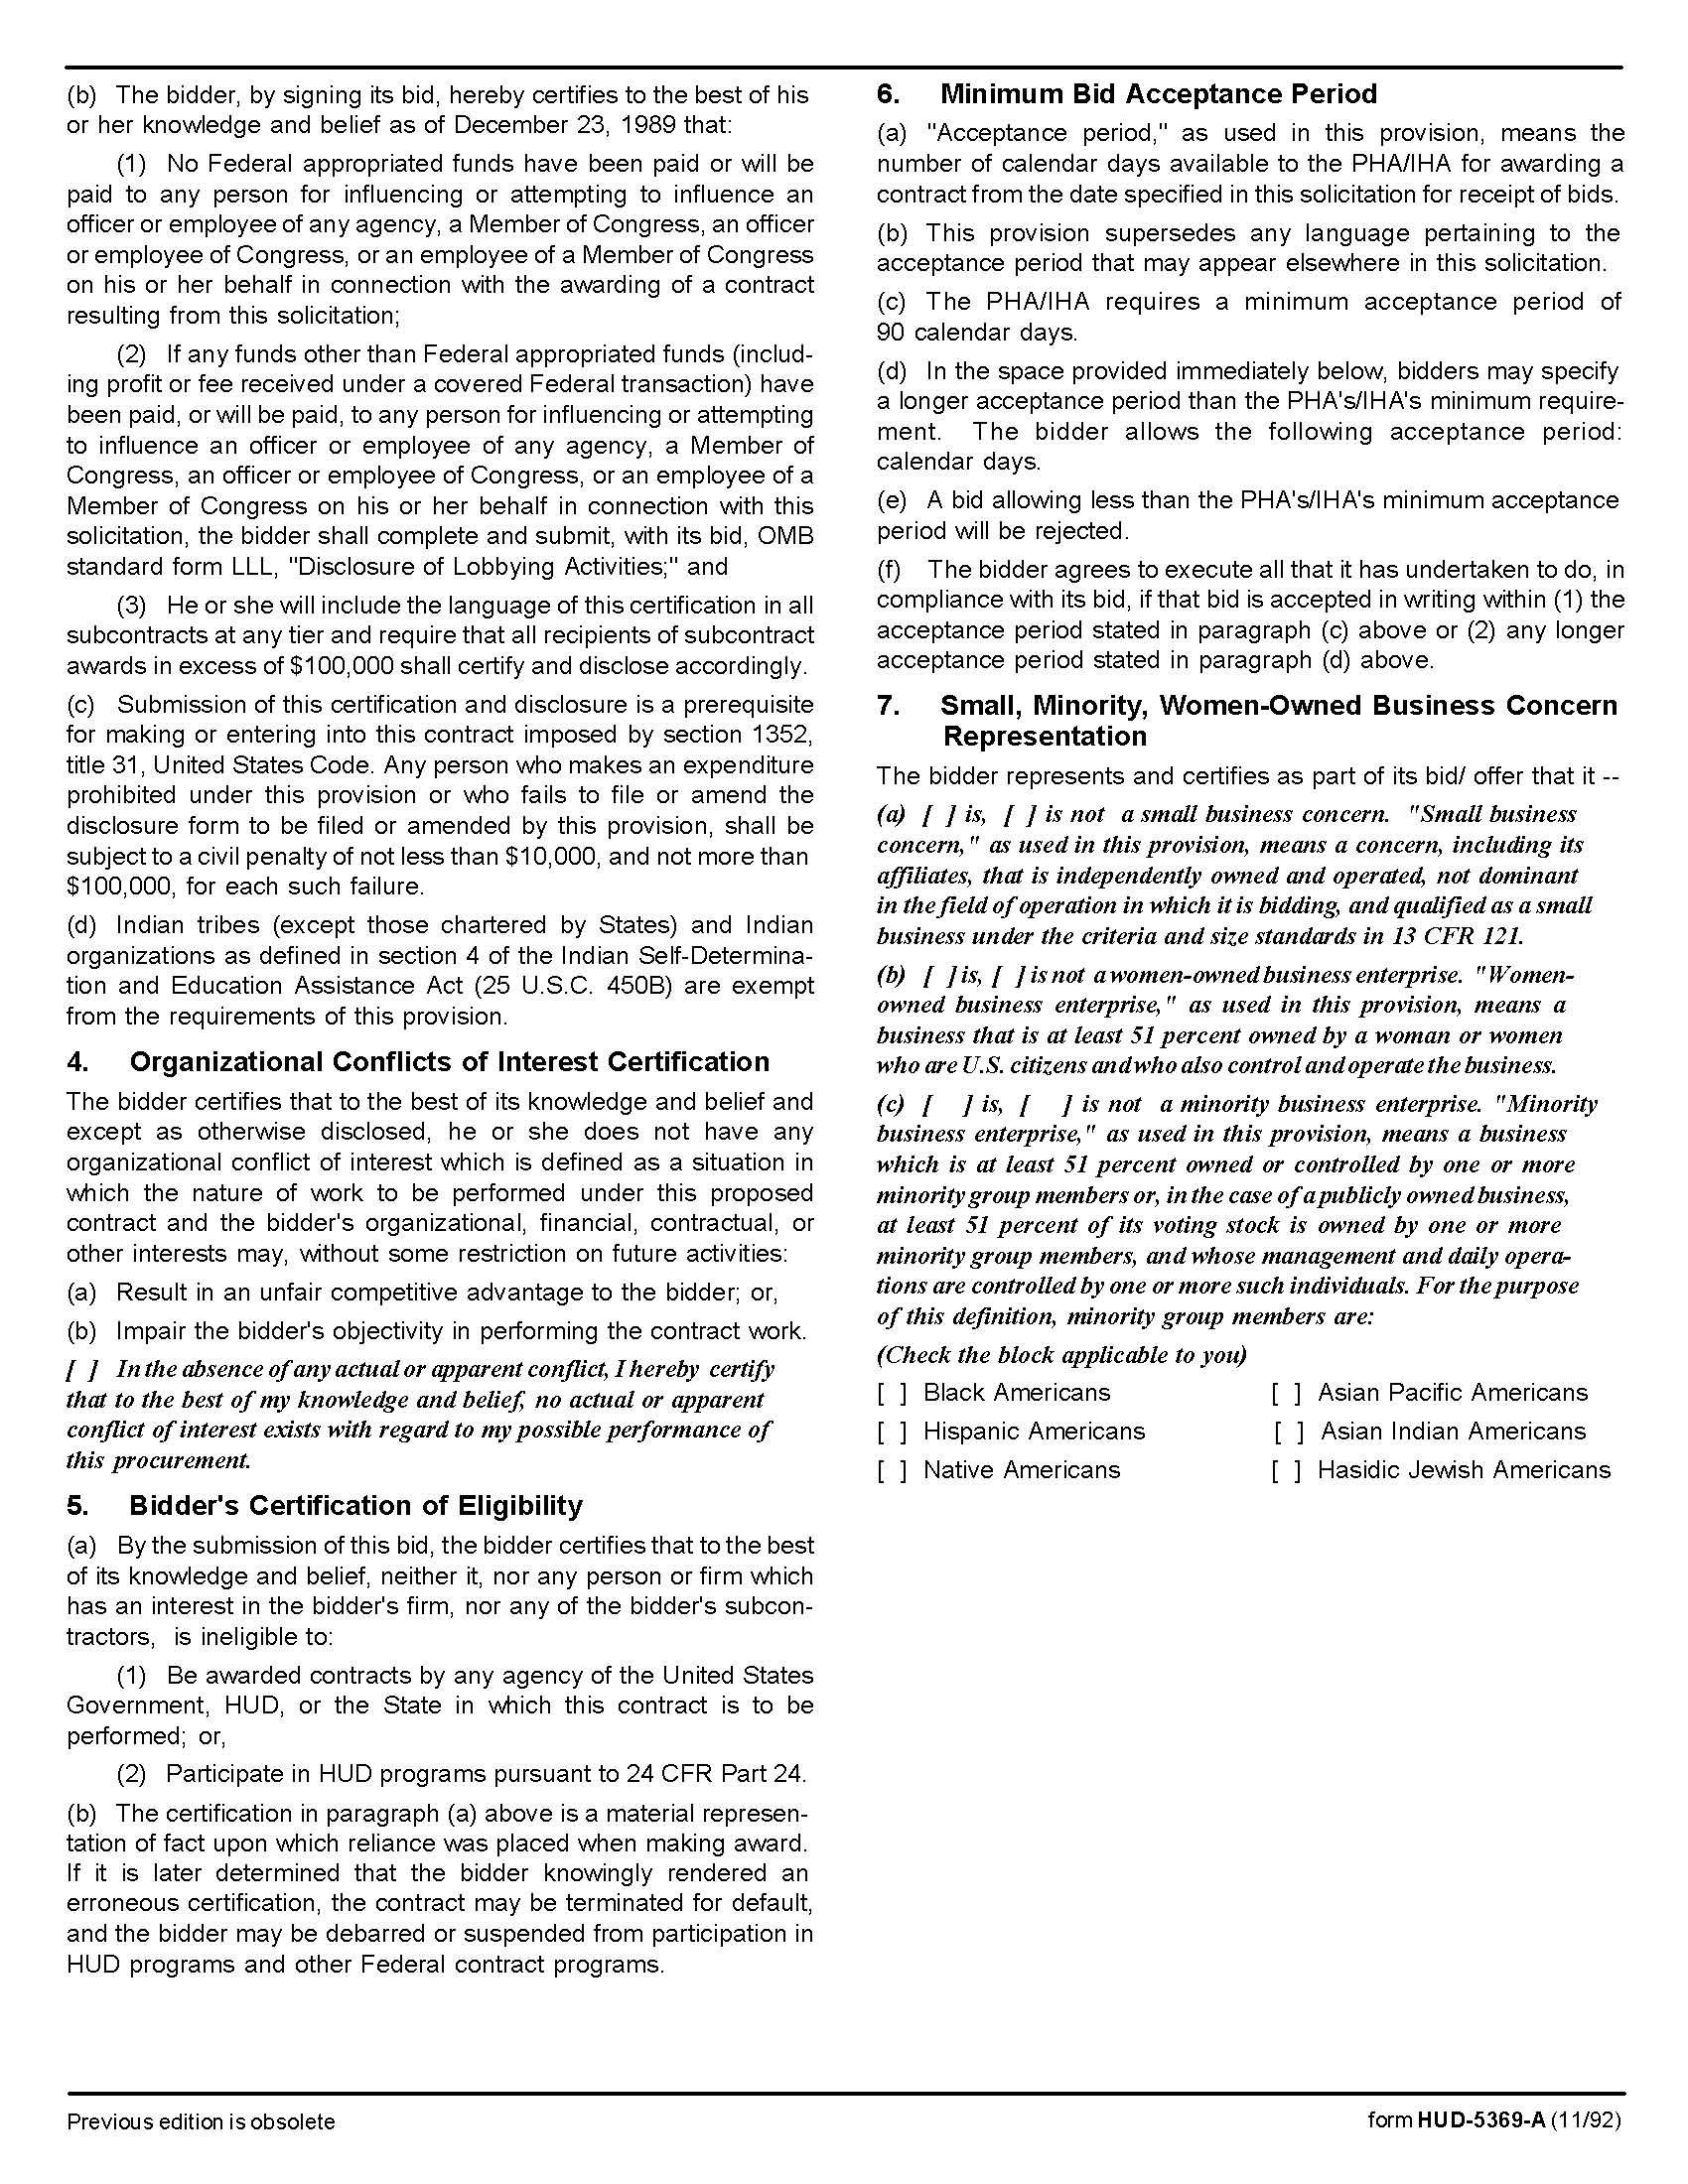 (b) The bidder, by signing its bid, hereby certifies to the best of his
or her knowledge and belief as of December 23, 1989 that:
(1) No Federal appropriated funds have been paid or will be
paid to any person for influencing or attempting to influence an
officer or employee of any agency, a Member of Congress, an officer
or employee of Congress, or an employee of a Member of Congress
on his or her behalf in connection with the awarding of a contract
resulting from this solicitation;
(2) If any funds other than Federal appropriated funds (includ-
ing profit or fee received under a covered Federal transaction) have
been paid, or will be paid, to any person for influencing or attempting
to influence an officer or employee of any agency, a Member of
Congress, an officer or employee of Congress, or an employee of a
Member of Congress on his or her behalf in connection with this
solicitation, the bidder shall complete and submit, with its bid, OMB
standard form LLL, "Disclosure of Lobbying Activities;" and
(3) He or she will include the language of this certification in all
subcontracts at any tier and require that all recipients of subcontract
awards in excess of $100,000 shall certify and disclose accordingly.
(c) Submission of this certification and disclosure is a prerequisite
for making or entering into this contract imposed by section 1352,
title 31, United States Code. Any person who makes an expenditure
prohibited under this provision or who fails to file or amend the
disclosure form to be filed or amended by this provision, shall be
subject to a civil penalty of not less than $10,000, and not more than
$100,000, for each such failure.
(d) Indian tribes (except those chartered by States) and Indian
organizations as defined in section 4 of the Indian Self-Determina-
tion and Education Assistance Act (25 U.S.C. 450B) are exempt
from the requirements of this provision.
4. Organizational Conflicts of Interest Certification
The bidder certifies that to the best of its knowledge and belief and
except as otherwise disclosed, he or she does not have any
organizational conflict of interest which is defined as a situation in
which the nature of work to be performed under this proposed
contract and the bidder's organizational, financial, contractual, or
other interests may, without some restriction on future activities:
(a) Result in an unfair competitive advantage to the bidder; or,
(b) Impair the bidder's objectivity in performing the contract work.
[ ] In the absence of any actual or apparent conflict, I hereby certify
that to the best of my knowledge and belief, no actual or apparent
conflict of interest exists with regard to my possible performance of
this procurement.
5. Bidder's Certification of Eligibility
(a) By the submission of this bid, the bidder certifies that to the best
of its knowledge and belief, neither it, nor any person or firm which
has an interest in the bidder's firm, nor any of the bidder's subcon-
tractors, is ineligible to:
(1) Be awarded contracts by any agency of the United States
Government, HUD, or the State in which this contract is to be
performed; or,
(2) Participate in HUD programs pursuant to 24 CFR Part 24.
(b) The certification in paragraph (a) above is a material represen-
tation of fact upon which reliance was placed when making award.
If it is later determined that the bidder knowingly rendered an
erroneous certification, the contract may be terminated for default,
and the bidder may be debarred or suspended from participation in
HUD programs and other Federal contract programs.
6. Minimum Bid Acceptance Period
(a) "Acceptance period," as used in this provision, means the
number of calendar days available to the PHA/IHA for awarding a
contract from the date specified in this solicitation for receipt of bids.
(b) This provision supersedes any language pertaining to the
acceptance period that may appear elsewhere in this solicitation.
(c) The PHA/IHA requires a minimum acceptance period of
90 calendar days.
(d) In the space provided immediately below, bidders may specify
a longer acceptance period than the PHA's/IHA's minimum require-
ment. The bidder allows the following acceptance period:
calendar days.
(e) A bid allowing less than the PHA's/IHA's minimum acceptance
period will be rejected.
(f) The bidder agrees to execute all that it has undertaken to do, in
compliance with its bid, if that bid is accepted in writing within (1) the
acceptance period stated in paragraph (c) above or (2) any longer
acceptance period stated in paragraph (d) above.
7. Small, Minority, Women-Owned Business Concern
Representation
The bidder represents and certifies as part of its bid/ offer that it --
(a) [ ] is, [ ] is not a small business concern. "Small business
concern," as used in this provision, means a concern, including its
affiliates, that is independently owned and operated, not dominant
in the field of operation in which it is bidding, and qualified as a small
business under the criteria and size standards in 13 CFR 121.
(b) [ ] is, [ ] is not a women-owned business enterprise. "Women-
owned business enterprise," as used in this provision, means a
business that is at least 51 percent owned by a woman or women
who are U.S. citizens and who also control and operate the business.
(c) [ ] is, [ ] is not a minority business enterprise. "Minority
business enterprise," as used in this provision, means a business
which is at least 51 percent owned or controlled by one or more
minority group members or, in the case of a publicly owned business,
at least 51 percent of its voting stock is owned by one or more
minority group members, and whose management and daily opera-
tions are controlled by one or more such individuals. For the purpose
of this definition, minority group members are:
(Check the block applicable to you)
[ ] Black Americans [ ] Asian Pacific Americans
[ ] Hispanic Americans [ ] Asian Indian Americans
[ ] Native Americans [ ] Hasidic Jewish Americans
Previous edition is obsolete form HUD-5369-A (11/92)